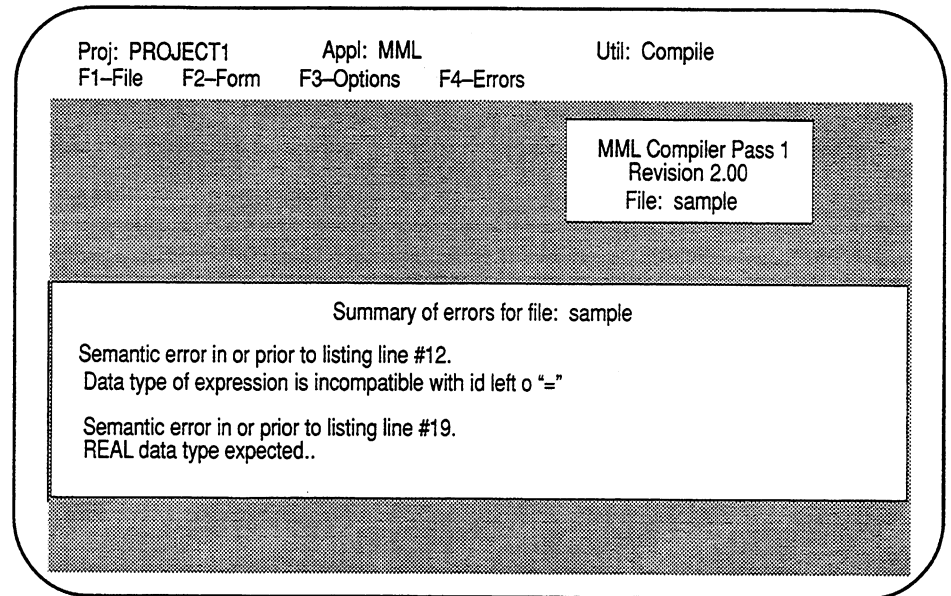 Proj: PROJECT1 Appl: MML Util: Compile
F1–File F2–Form F3–Options F4–Errors
MML Compiler Pass 1
Revision 2.00
File: sample
Summary of errors for file: sample
Semantic error in or prior to listing line #12.
Data type of expression is incompatible with id left o “=”
Semantic error in or prior to listing line #19.
REAL data type expected..